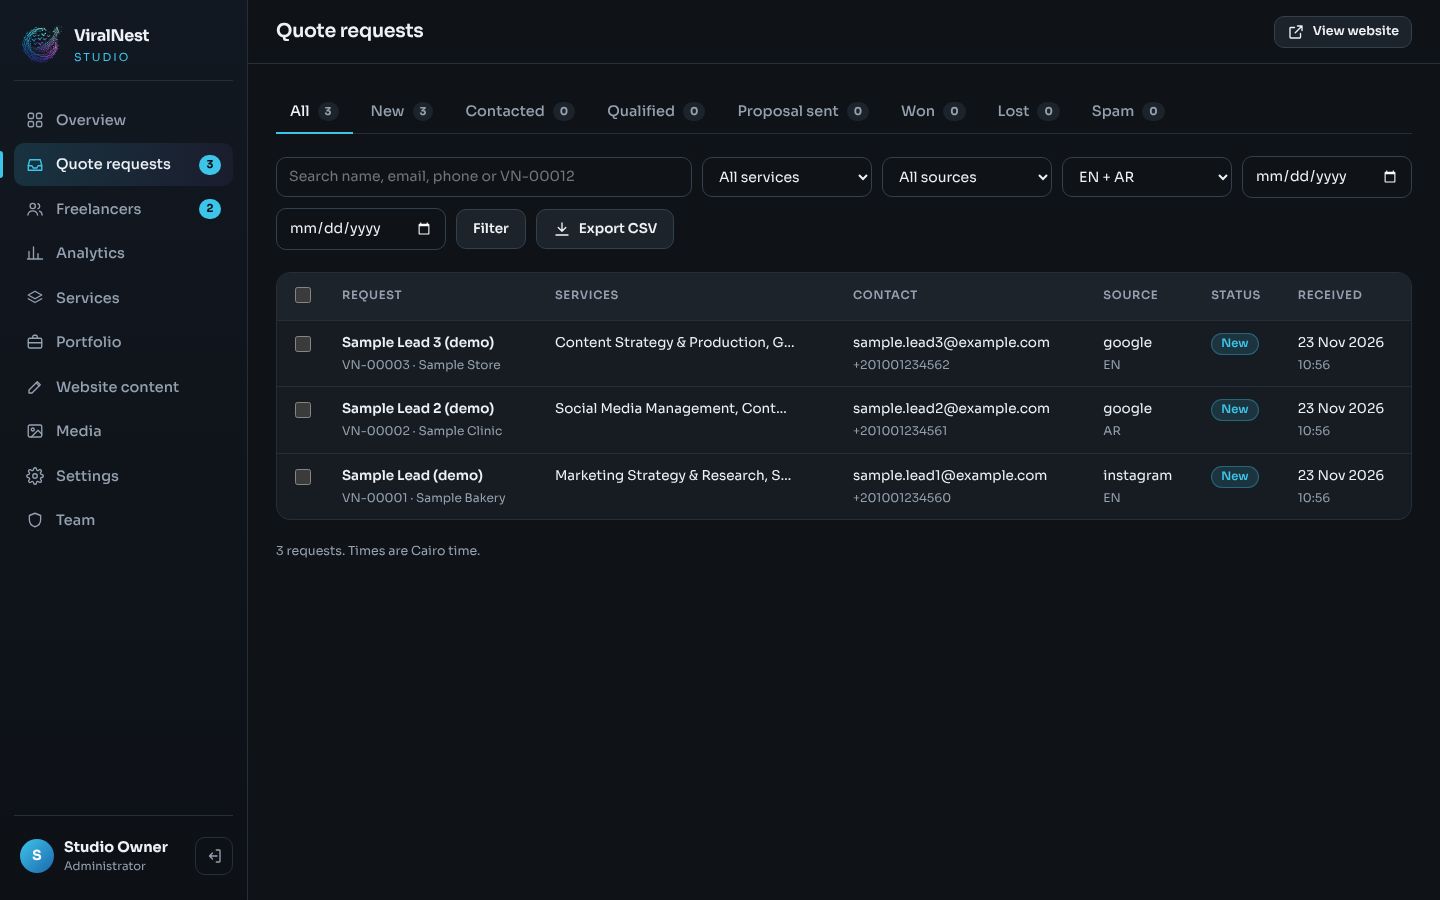 ViralNest
STUDIO
Overview
Quote requests 3
Freelancers 2
Analytics
Services
Portfolio
Website content
Media
Settings
Team
S
Studio Owner
Administrator
Quote requests
View website
All 3 New 3 Contacted 0 Qualified 0 Proposal sent 0 Won 0 Lost 0 Spam 0
Search name, email, phone or VN-00012 All services All sources EN + AR mm/dd/yyyy
mm/dd/yyyy Filter Export CSV
REQUEST SERVICES CONTACT SOURCE STATUS RECEIVED
Sample Lead 3 (demo) Content Strategy & Production, G... sample.lead3@example.com google New 23 Nov 2026
VN-00003 · Sample Store +201001234562 EN 10:56
Sample Lead 2 (demo) Social Media Management, Cont... sample.lead2@example.com google New 23 Nov 2026
VN-00002 · Sample Clinic +201001234561 AR 10:56
Sample Lead (demo) Marketing Strategy & Research, S... sample.lead1@example.com instagram New 23 Nov 2026
VN-00001 · Sample Bakery +201001234560 EN 10:56
3 requests. Times are Cairo time.